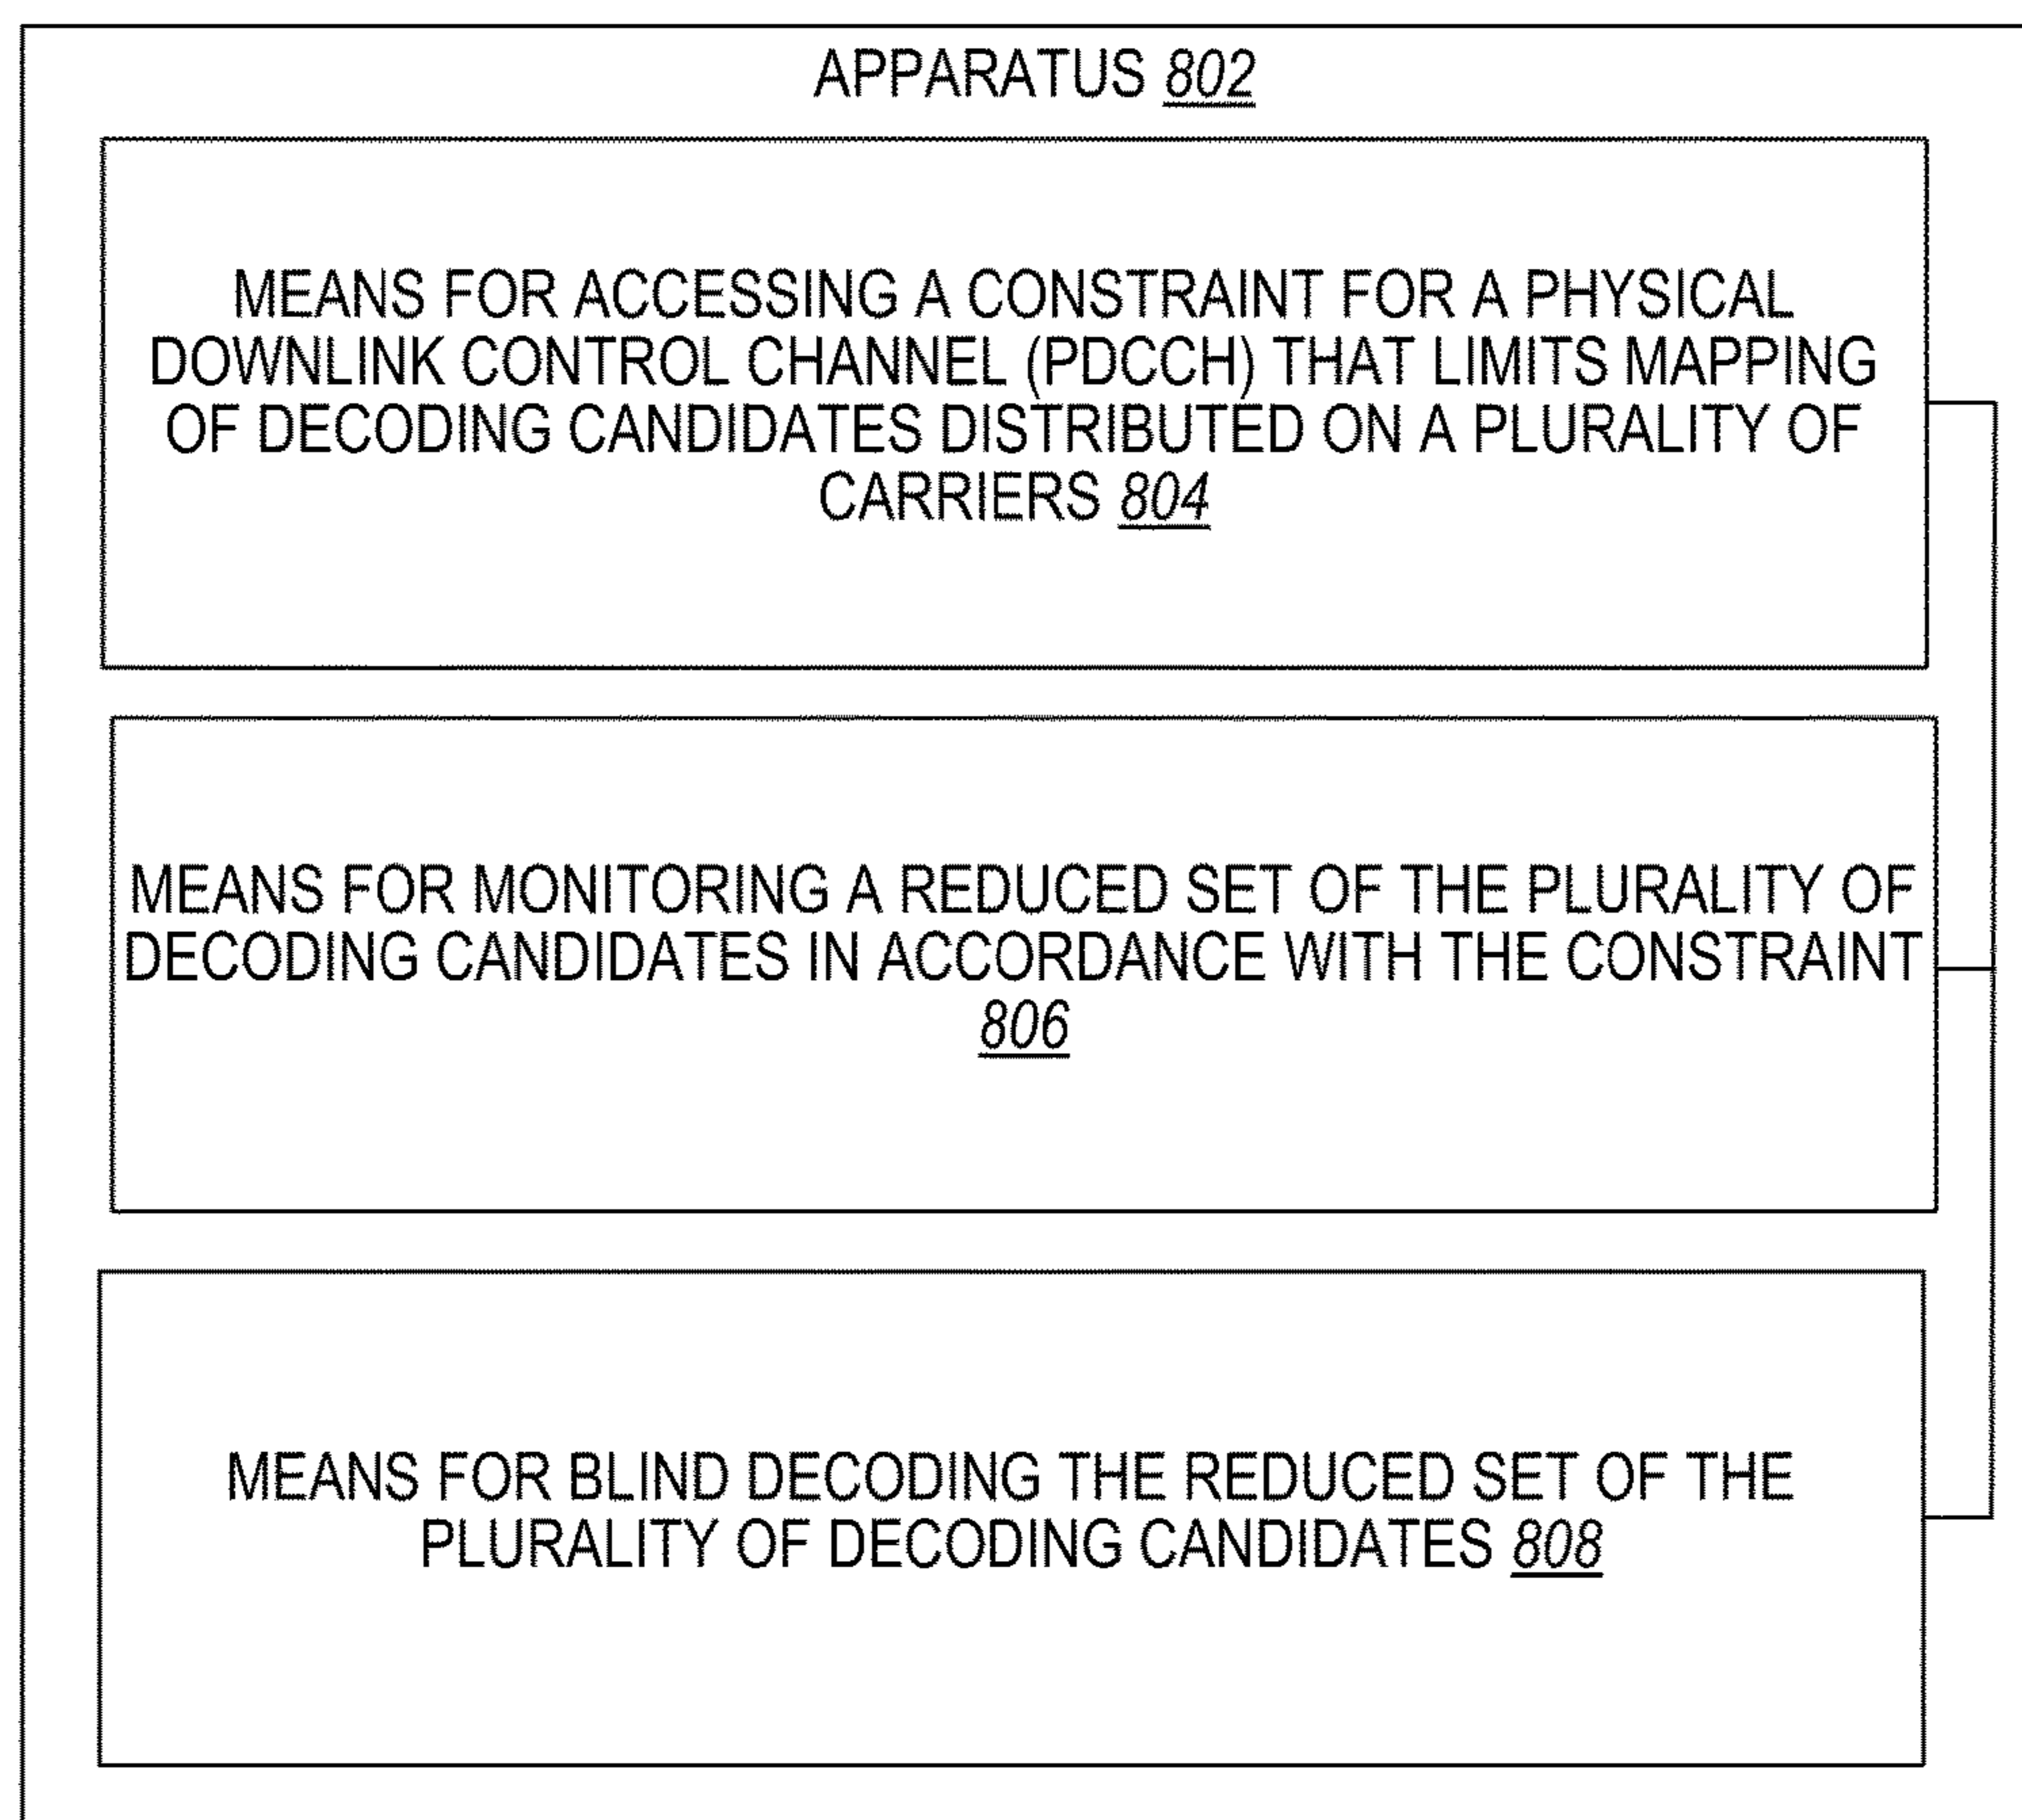 APPARATUS 802
MEANS FOR ACCESSING A CONSTRAINT FOR A PHYSICAL
DOWNLINK CONTROL CHANNEL (PDCCH) THAT LIMITS MAPPING
OF DECODING CANDIDATES DISTRIBUTED ON A PLURALITY OF
CARRIERS 804
MEANS FOR MONITORING A REDUCED SET OF THE PLURALITY OF
DECODING CANDIDATES IN ACCORDANCE WITH THE CONSTRAINT
806
MEANS FOR BLIND DECODING THE REDUCED SET OF THE
PLURALITY OF DECODING CANDIDATES 808